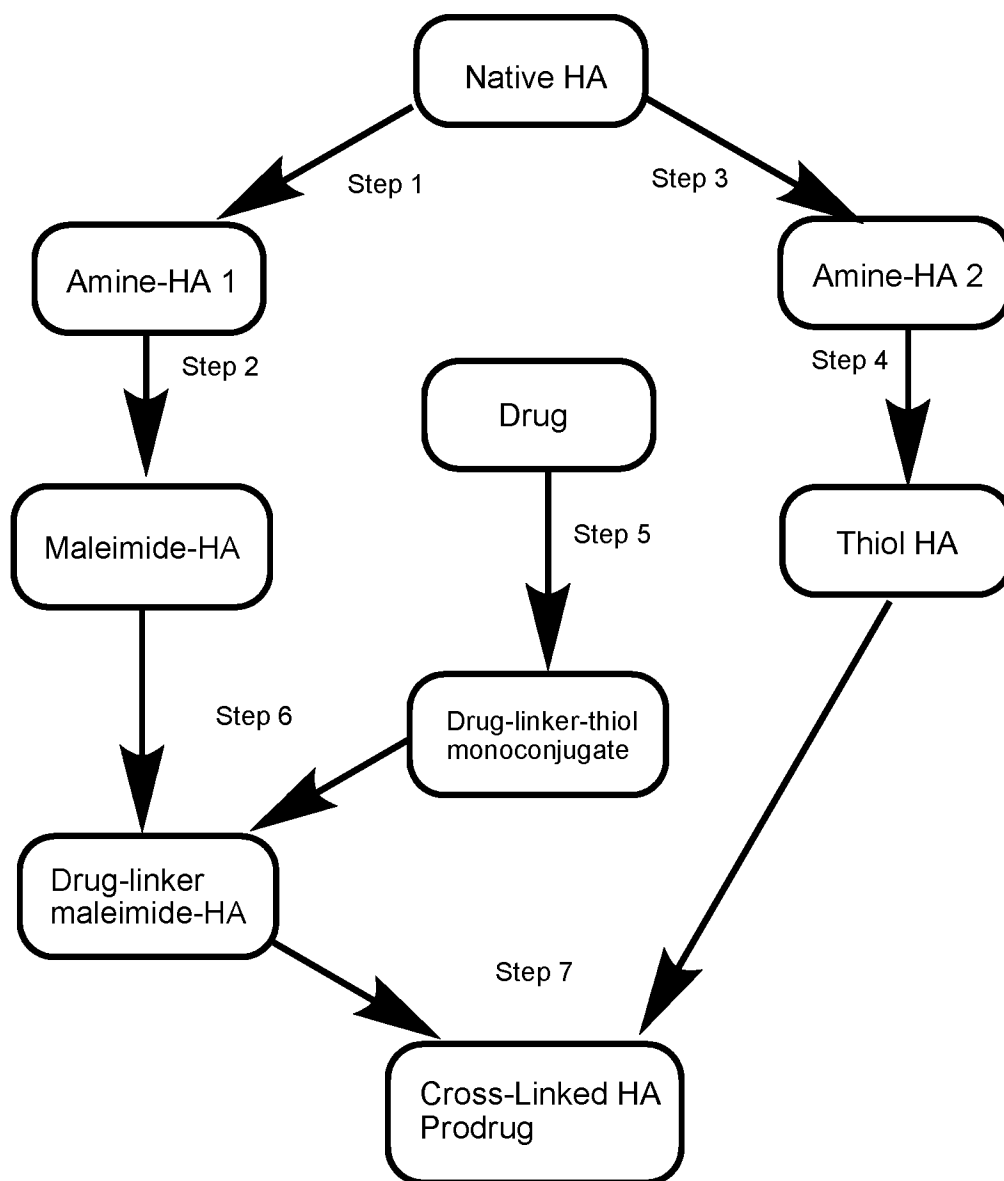 Native HA
Step 1
Step 3
Amine-HA 1
Amine-HA 2
Step 2
Step 4
Drug
Maleimide-HA
Step 5
Thiol HA
Step 6
Drug-linker-thiol
monoconjugate
Drug-linker
maleimide-HA
Step 7
Cross-Linked HA
Prodrug